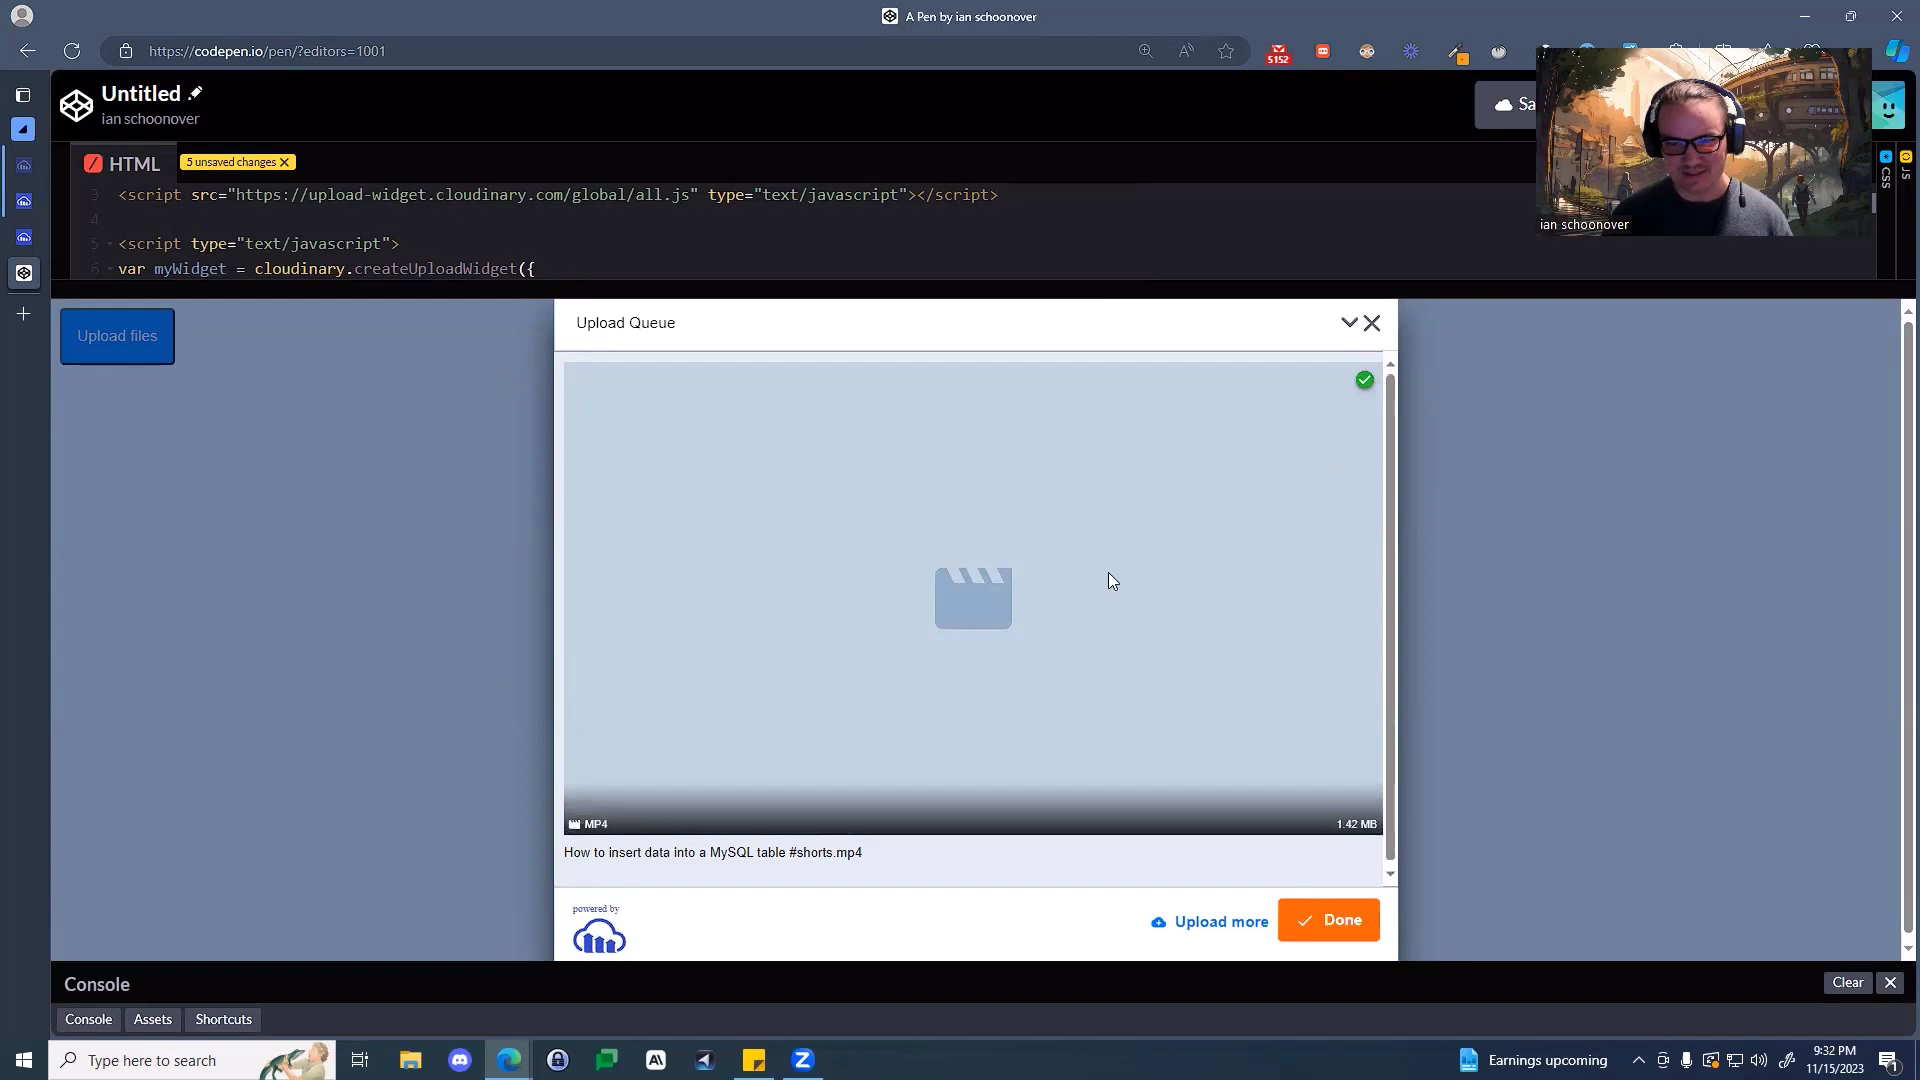 A Pen by ian schoonover
https://codepen.io/pen/?editors=1001
5152
Untitled
ian schoonover
Sa
ian schoonover
HTML
5 unsaved changes
CSS
JS
3 <script src="https://upload-widget.cloudinary.com/global/all.js" type="text/javascript"></script>
4
5 <script type="text/javascript">
6 var myWidget = cloudinary.createUploadWidget({
Upload files
Upload Queue
MP4
1.42 MB
How to insert data into a MySQL table #shorts.mp4
powered by
Upload more
Done
Console
Clear
Console
Assets
Shortcuts
Type here to search
Earnings upcoming
9:32 PM
11/15/2023
1